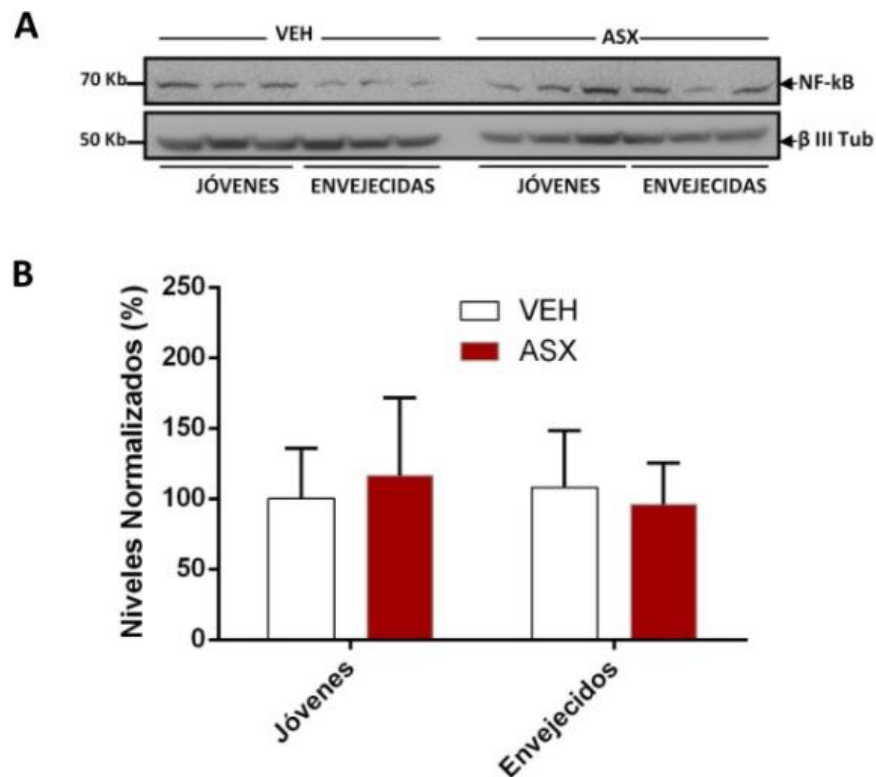 A
VEH
ASX
70 Kb
NF-kB
50 Kb
β III Tub
JÓVENES
ENVEJECIDAS
JÓVENES
ENVEJECIDAS
B
Niveles Normalizados (%)
250
200
150
100
50
0
VEH
ASX
Jóvenes
Envejecidos